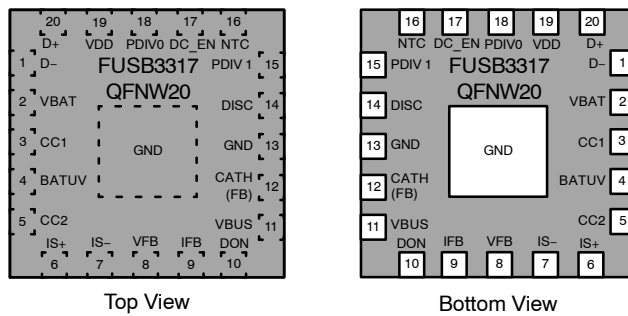 20 19 18 17 16
D+ VDD PDIV0 DC_EN NTC
1 D−
2 VBAT
3 CC1
4 BATUV
5 CC2
FUSB3317
QFNW20
GND
PDIV 1 15
DISC 14
GND 13
CATH
(FB) 12
VBUS 11
IS+ IS− VFB IFB DON
6 7 8 9 10
Top View
16 17 18 19 20
NTC DC_EN PDIV0 VDD D+
15 PDIV 1
14 DISC
13 GND
12 CATH
(FB)
11 VBUS
FUSB3317
QFNW20
GND
D− 1
VBAT 2
CC1 3
BATUV 4
CC2 5
DON IFB VFB IS− IS+
10 9 8 7 6
Bottom View